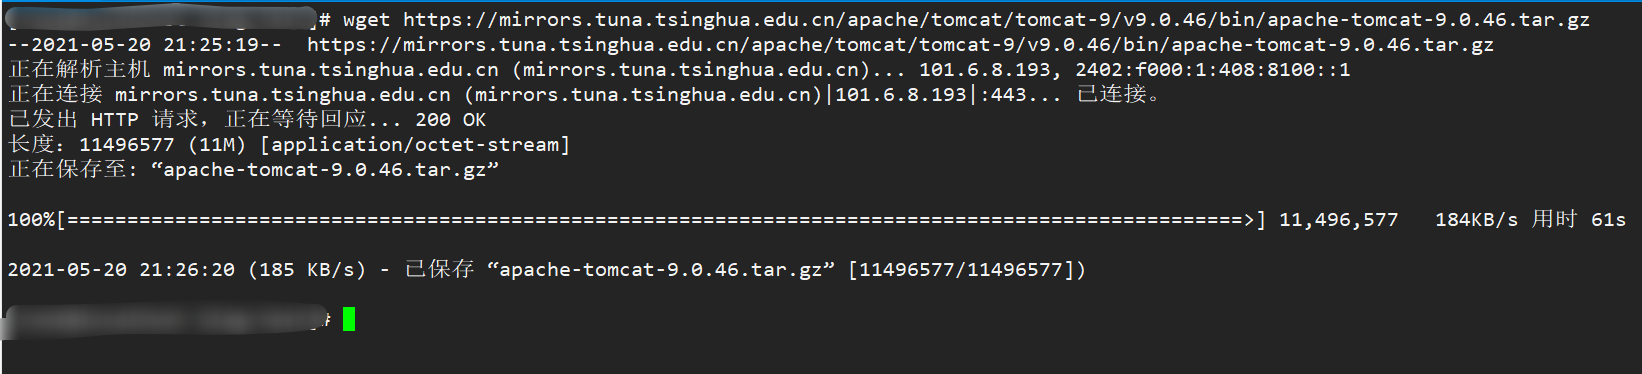 ]# wget https://mirrors.tuna.tsinghua.edu.cn/apache/tomcat/tomcat-9/v9.0.46/bin/apache-tomcat-9.0.46.tar.gz
--2021-05-20 21:25:19--  https://mirrors.tuna.tsinghua.edu.cn/apache/tomcat/tomcat-9/v9.0.46/bin/apache-tomcat-9.0.46.tar.gz
正在解析主机 mirrors.tuna.tsinghua.edu.cn (mirrors.tuna.tsinghua.edu.cn)... 101.6.8.193, 2402:f000:1:408:8100::1
正在连接 mirrors.tuna.tsinghua.edu.cn (mirrors.tuna.tsinghua.edu.cn)|101.6.8.193|:443... 已连接。
已发出 HTTP 请求，正在等待回应... 200 OK
长度：11496577 (11M) [application/octet-stream]
正在保存至: “apache-tomcat-9.0.46.tar.gz”
100%[==================================================================================================>] 11,496,577   184KB/s 用时 61s
2021-05-20 21:26:20 (185 KB/s) - 已保存 “apache-tomcat-9.0.46.tar.gz” [11496577/11496577])
#